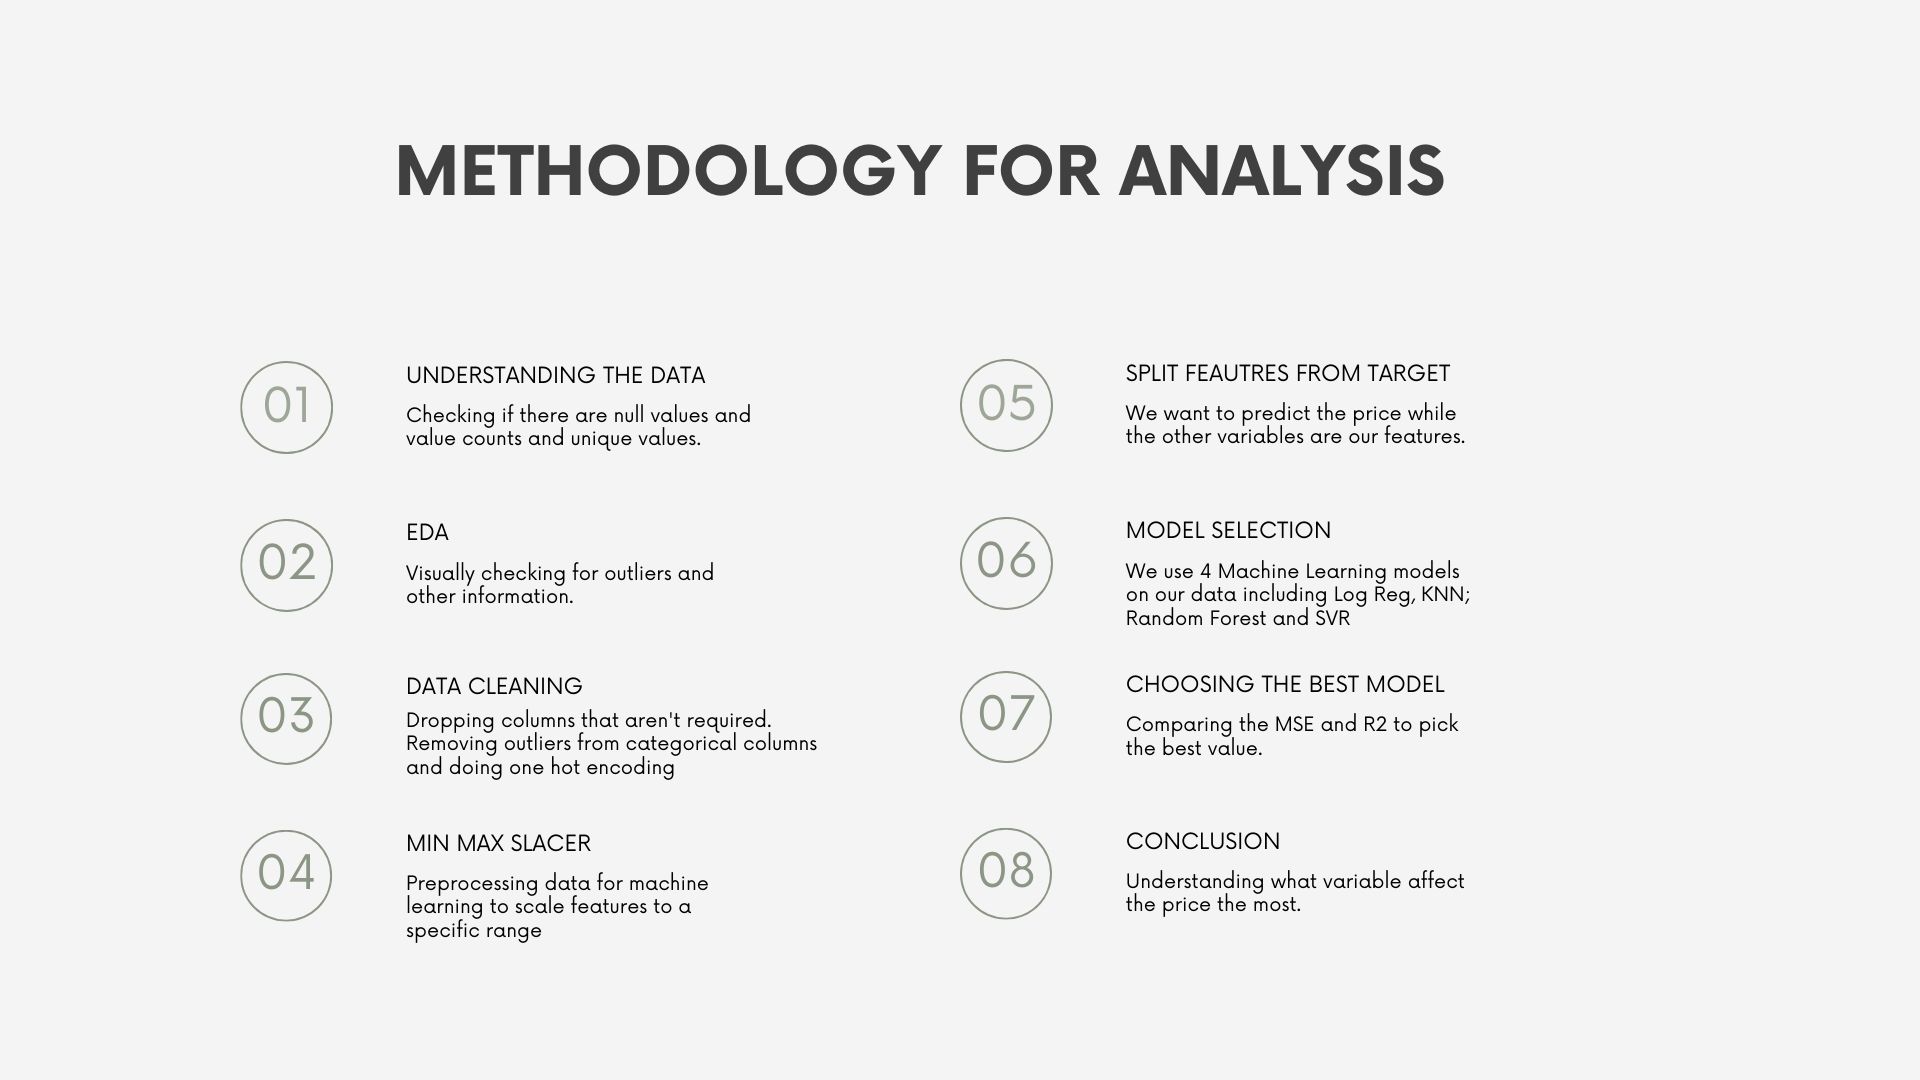 METHODOLOGY FOR ANALYSIS
01
UNDERSTANDING THE DATA
Checking if there are null values and
value counts and unique values.
02
EDA
Visually checking for outliers and
other information.
03
DATA CLEANING
Dropping columns that aren't required.
Removing outliers from categorical columns
and doing one hot encoding
04
MIN MAX SLACER
Preprocessing data for machine
learning to scale features to a
specific range
05
SPLIT FEAUTRES FROM TARGET
We want to predict the price while
the other variables are our features.
06
MODEL SELECTION
We use 4 Machine Learning models
on our data including Log Reg, KNN;
Random Forest and SVR
07
CHOOSING THE BEST MODEL
Comparing the MSE and R2 to pick
the best value.
08
CONCLUSION
Understanding what variable affect
the price the most.